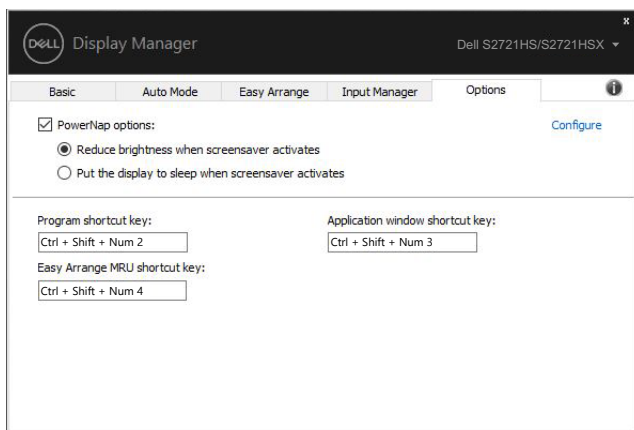 x
DELL Display Manager Dell S2721HS/S2721HSX
Basic Auto Mode Easy Arrange Input Manager Options i
PowerNap options: Configure
Reduce brightness when screensaver activates
Put the display to sleep when screensaver activates
Program shortcut key: Application window shortcut key:
Ctrl + Shift + Num 2 Ctrl + Shift + Num 3
Easy Arrange MRU shortcut key:
Ctrl + Shift + Num 4